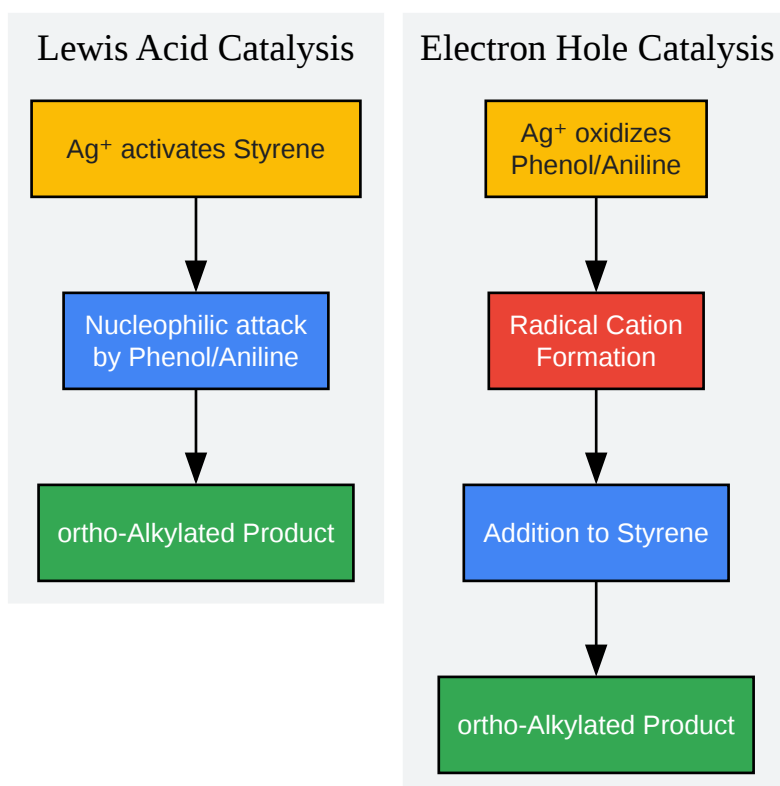 Lewis Acid Catalysis
Ag⁺ activates Styrene
Nucleophilic attack
by Phenol/Aniline
ortho-Alkylated Product
Electron Hole Catalysis
Ag⁺ oxidizes
Phenol/Aniline
Radical Cation
Formation
Addition to Styrene
ortho-Alkylated Product